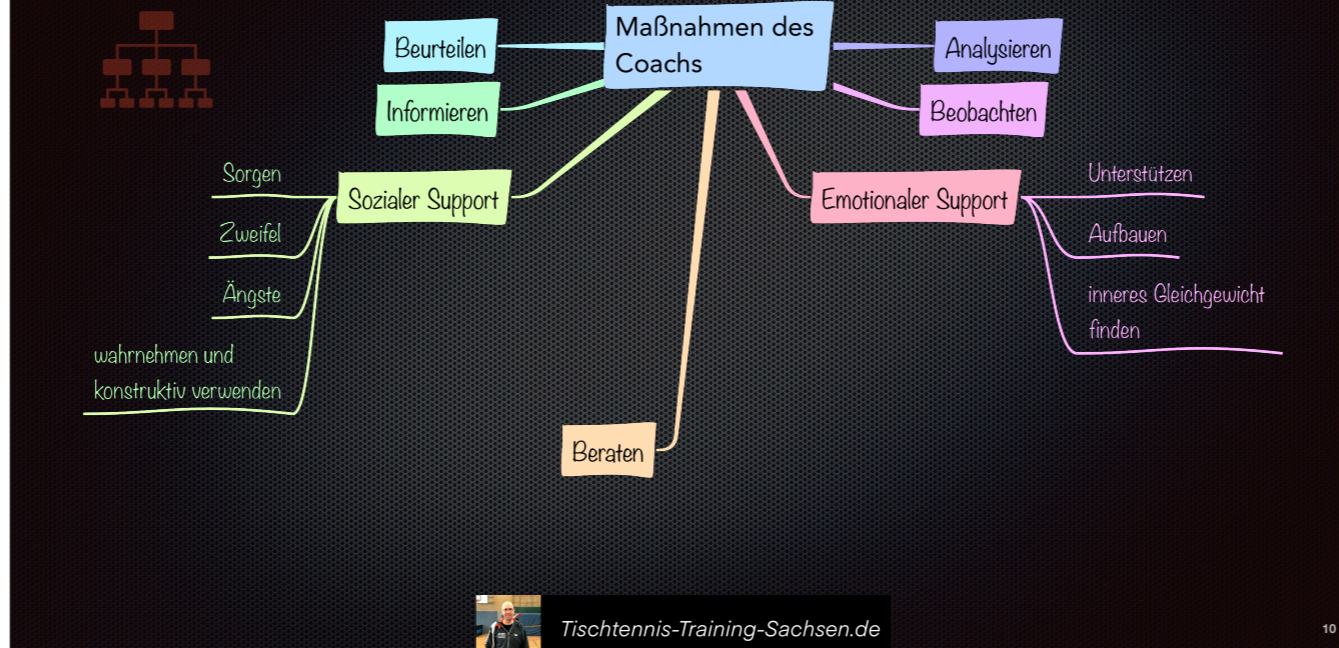 Maßnahmen des
Coachs
Beurteilen
Analysieren
Informieren
Beobachten
Sozialer Support
Sorgen
Zweifel
Ängste
wahrnehmen und
konstruktiv verwenden
Emotionaler Support
Unterstützen
Aufbauen
inneres Gleichgewicht
finden
Beraten
Tischtennis-Training-Sachsen.de
10